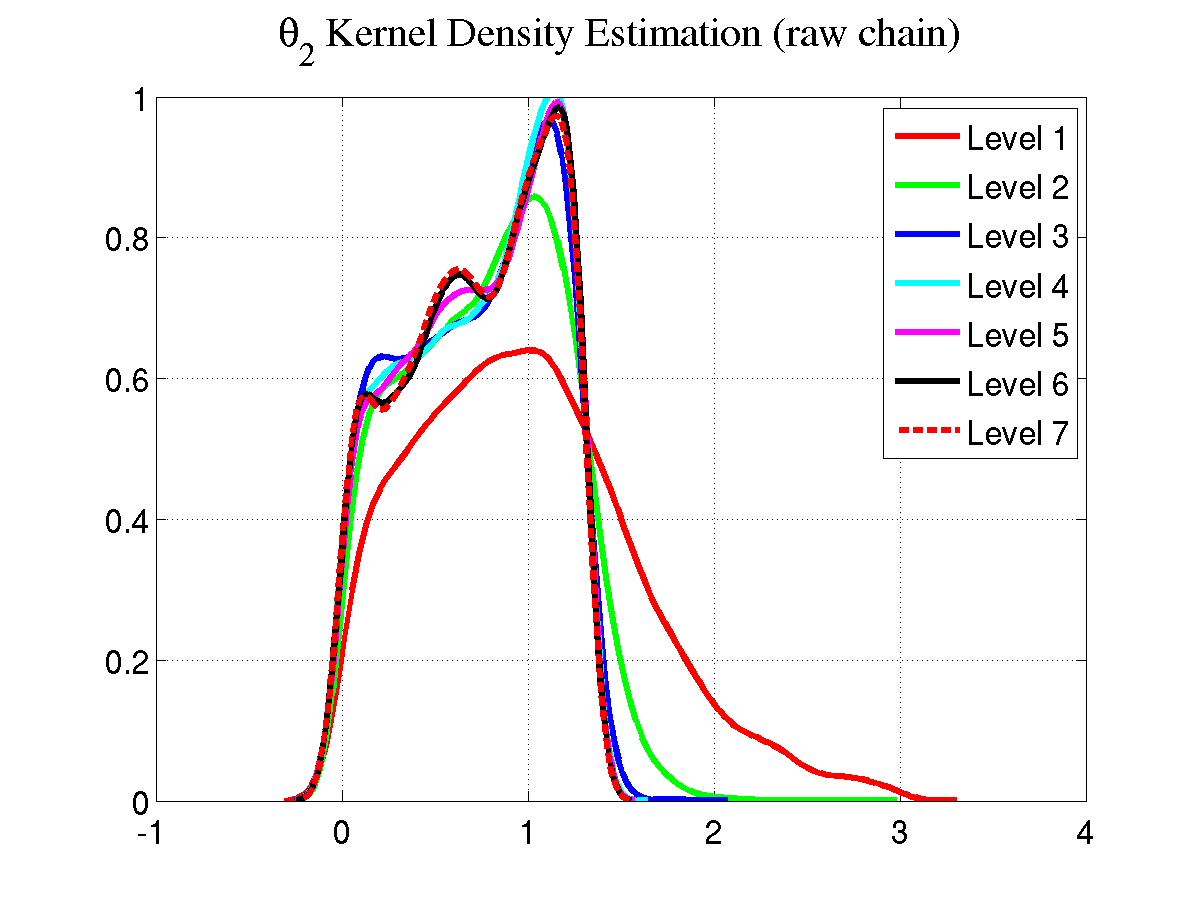 θ2 Kernel Density Estimation (raw chain)
1
0.8
0.6
0.4
0.2
0
-1
0
1
2
3
4
Level 1
Level 2
Level 3
Level 4
Level 5
Level 6
Level 7